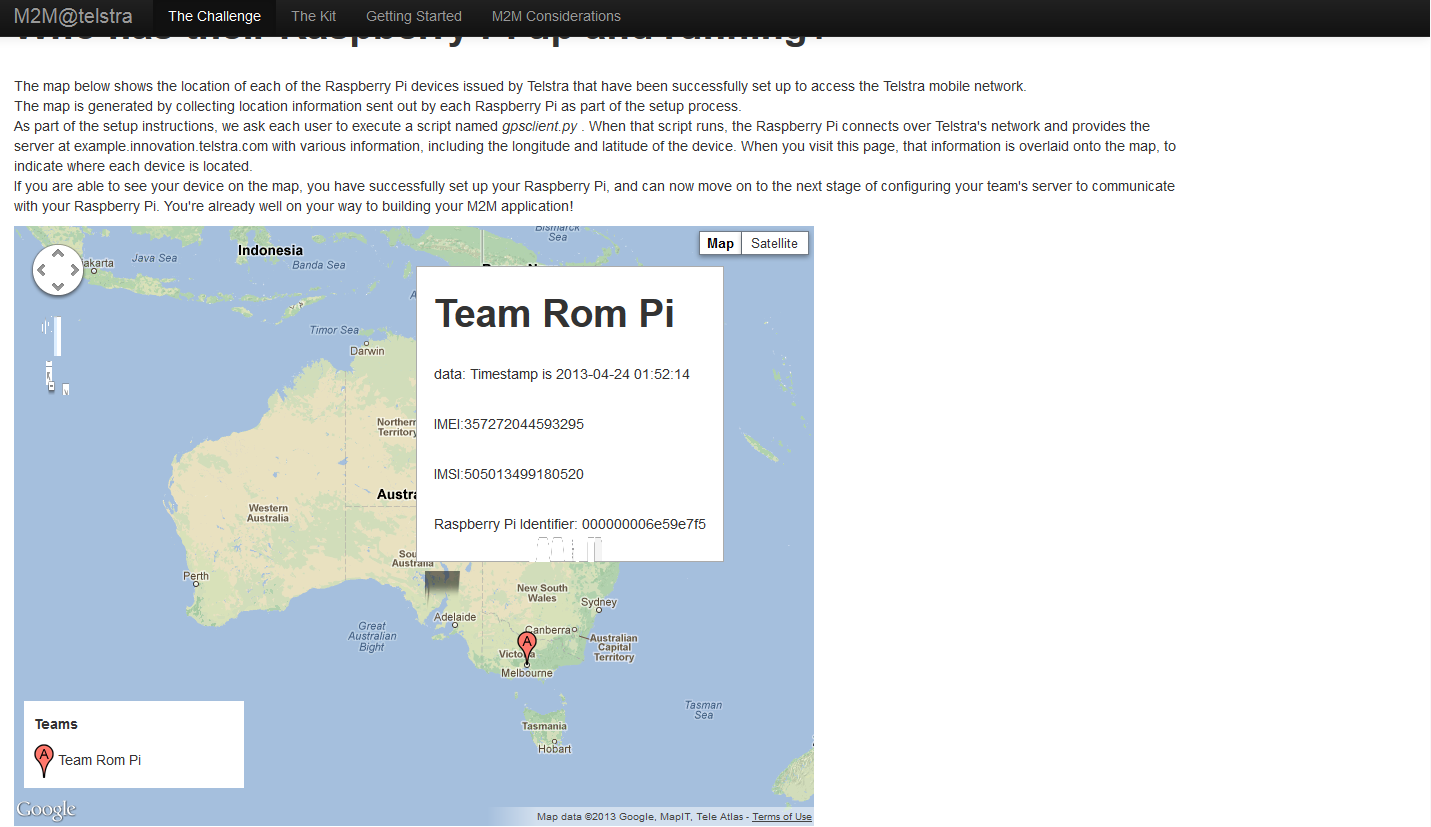 M2M@telstra The Challenge The Kit Getting Started M2M Considerations
Who has their Raspberry Pi up and running?
The map below shows the location of each of the Raspberry Pi devices issued by Telstra that have been successfully set up to access the Telstra mobile network.
The map is generated by collecting location information sent out by each Raspberry Pi as part of the setup process.
As part of the setup instructions, we ask each user to execute a script named gpsclient.py . When that script runs, the Raspberry Pi connects over Telstra's network and provides the
server at example.innovation.telstra.com with various information, including the longitude and latitude of the device. When you visit this page, that information is overlaid onto the map, to
indicate where each device is located.
If you are able to see your device on the map, you have successfully set up your Raspberry Pi, and can now move on to the next stage of configuring your team's server to communicate
with your Raspberry Pi. You're already well on your way to building your M2M application!
Bismarck
Sea
Map Satellite
Indonesia
Java Sea
Banda Sea
akarta
Team Rom Pi
data: Timestamp is 2013-04-24 01:52:14
IMEI:357272044593295
IMSI:505013499180520
Raspberry Pi Identifier: 000000006e59e7f5
Timor Sea
Darwin
Northern
Territory
Austra
Western
Australia
Sou
Australia
Perth
New South
Wales
Sydney
Adelaide
Great
Australian
Bight
Canberra
Australian
Capital
Territory
A
Victoria
Melbourne
Tasman
Sea
Tasmania
Hobart
Teams
A Team Rom Pi
Google
Map data ©2013 Google, MapIT, Tele Atlas - Terms of Use